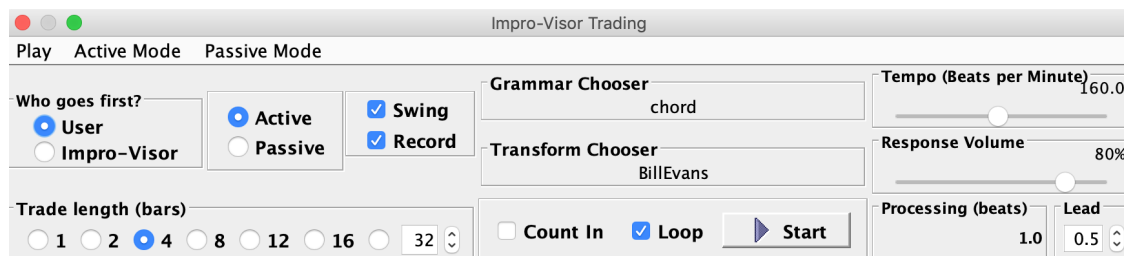 Impro-Visor Trading
Play Active Mode Passive Mode
Who goes first?
User
Impro-Visor
Active
Passive
Swing
Record
Grammar Chooser
chord
Transform Chooser
BillEvans
Tempo (Beats per Minute)
160.0
Response Volume
80%
Trade length (bars)
1 2 4 8 12 16 32
Count In Loop Start
Processing (beats)
1.0
Lead
0.5